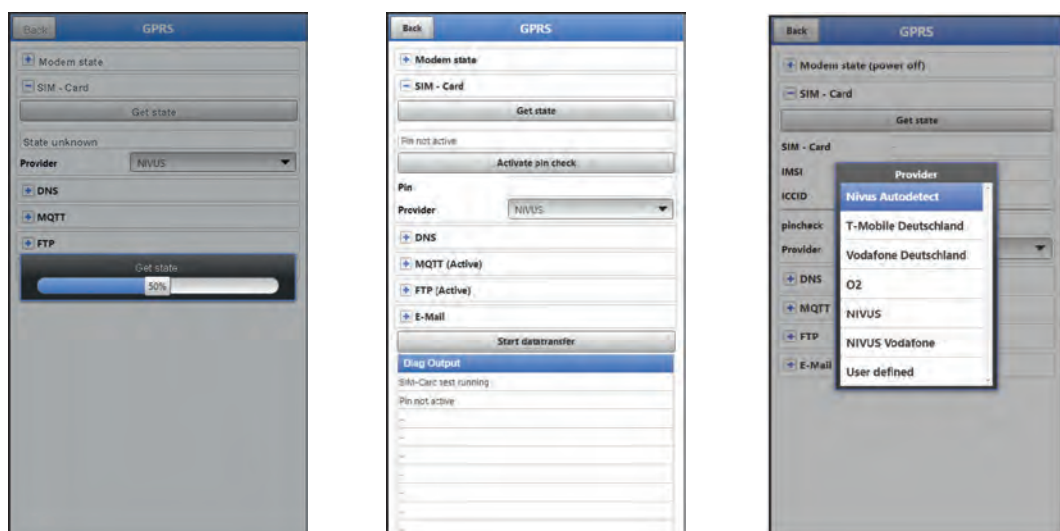 Back GPRS
Modem state
SIM - Card
Get state
State unknown
Provider NIVUS
DNS
MQTT
FTP
Get state
50%
Back GPRS
Modem state
SIM - Card
Get state
Pin not active
Activate pin check
Pin
Provider NIVUS
DNS
MQTT (Active)
FTP (Active)
E-Mail
Start datatransfer
Diag Output
SIM-Card test running
Pin not active
Back GPRS
Modem state (power off)
SIM - Card
Get state
SIM - Card
IMSI
ICCID
pincheck
Provider
DNS
MQTT
FTP
E-Mail
Provider
Nivus Autodetect
T-Mobile Deutschland
Vodafone Deutschland
O2
NIVUS
NIVUS Vodafone
User defined